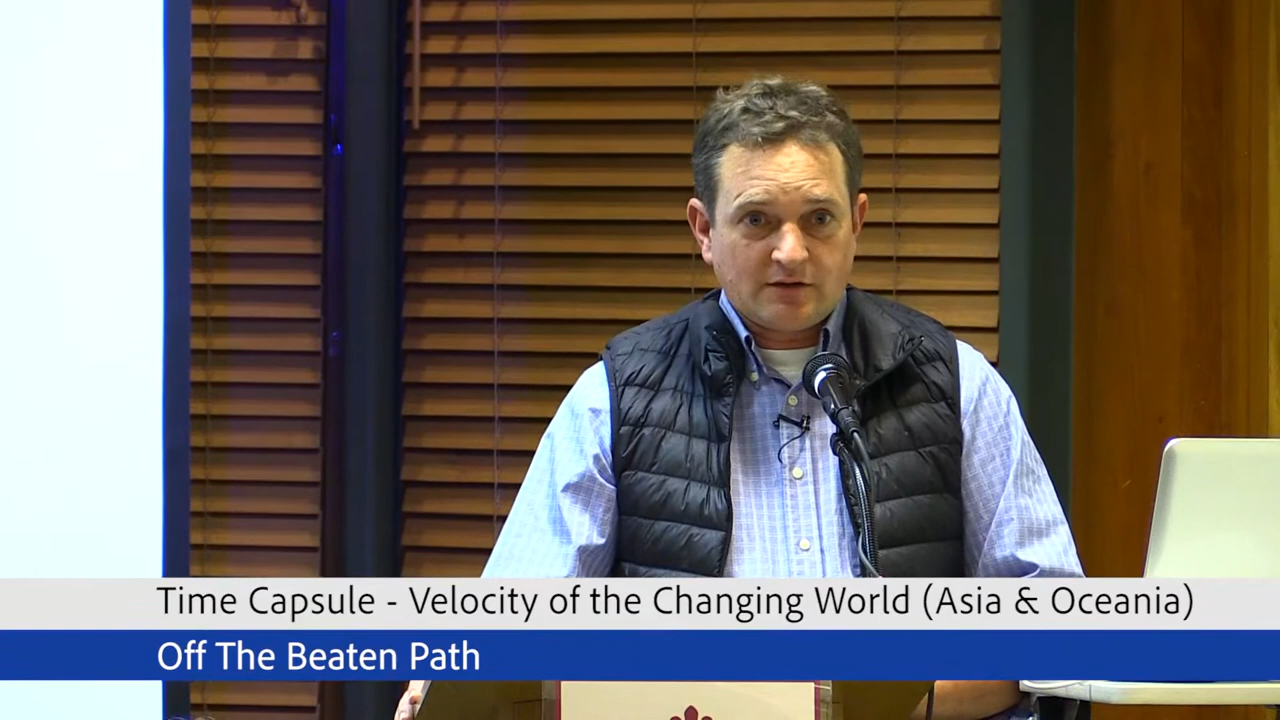 Time Capsule - Velocity of the Changing World (Asia & Oceania)
Off The Beaten Path